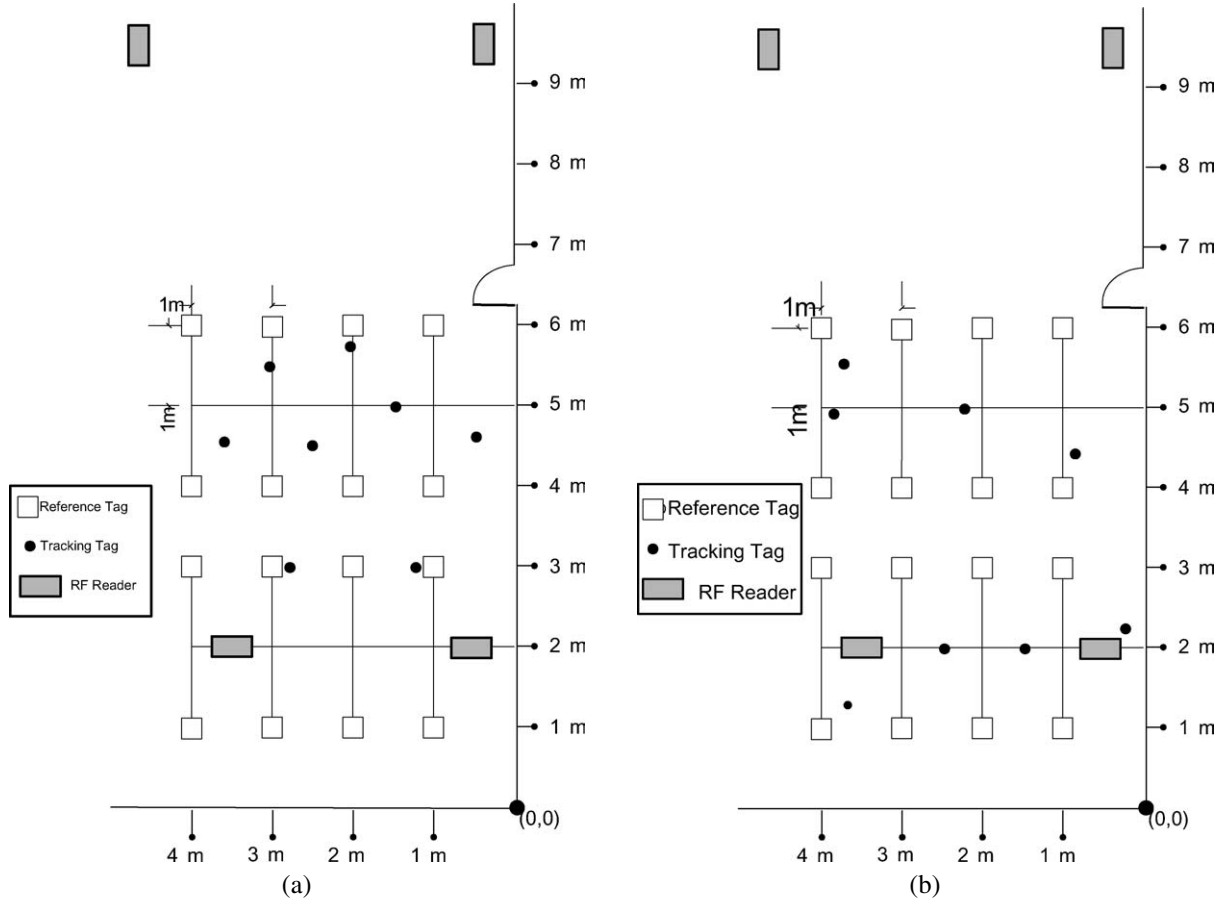 9 m
8 m
7 m
1m
6 m
1m
5 m
4 m
Reference Tag
Tracking Tag
RF Reader
3 m
2 m
1 m
(0,0)
4 m 3 m 2 m 1 m
(a)
9 m
8 m
7 m
1m
6 m
1m
5 m
4 m
Reference Tag
Tracking Tag
RF Reader
3 m
2 m
1 m
(0,0)
4 m 3 m 2 m 1 m
(b)